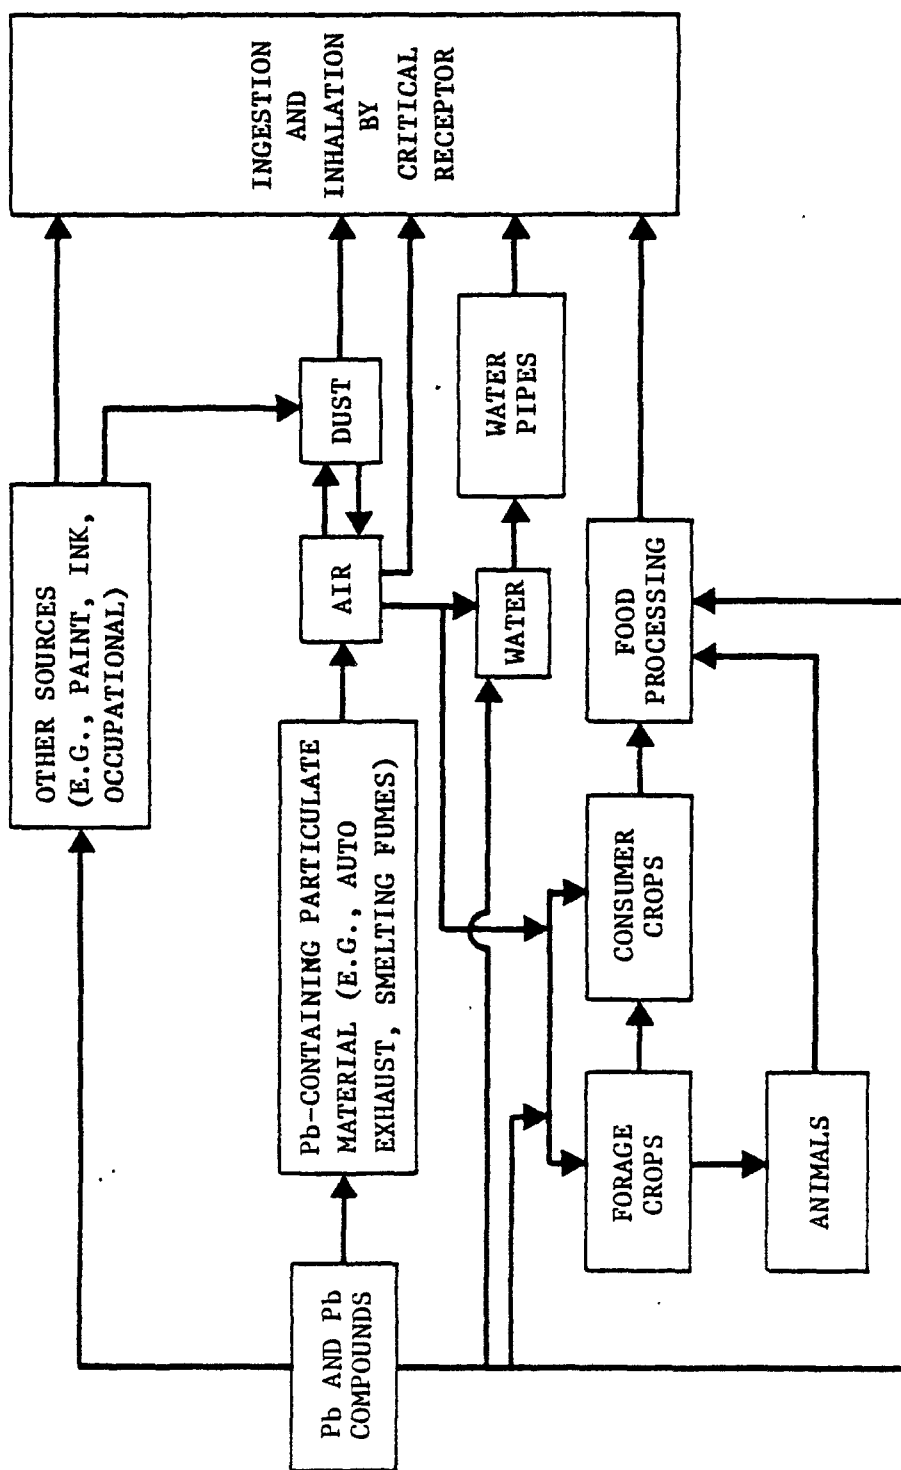 Pb AND Pb
COMPOUNDS
OTHER SOURCES
(E.G., PAINT, INK,
OCCUPATIONAL)
Pb-CONTAINING PARTICULATE
MATERIAL (E.G., AUTO
EXHAUST, SMELTING FUMES)
AIR
DUST
WATER
WATER
PIPES
FORAGE
CROPS
CONSUMER
CROPS
FOOD
PROCESSING
ANIMALS
INGESTION
AND
INHALATION
BY
CRITICAL
RECEPTOR